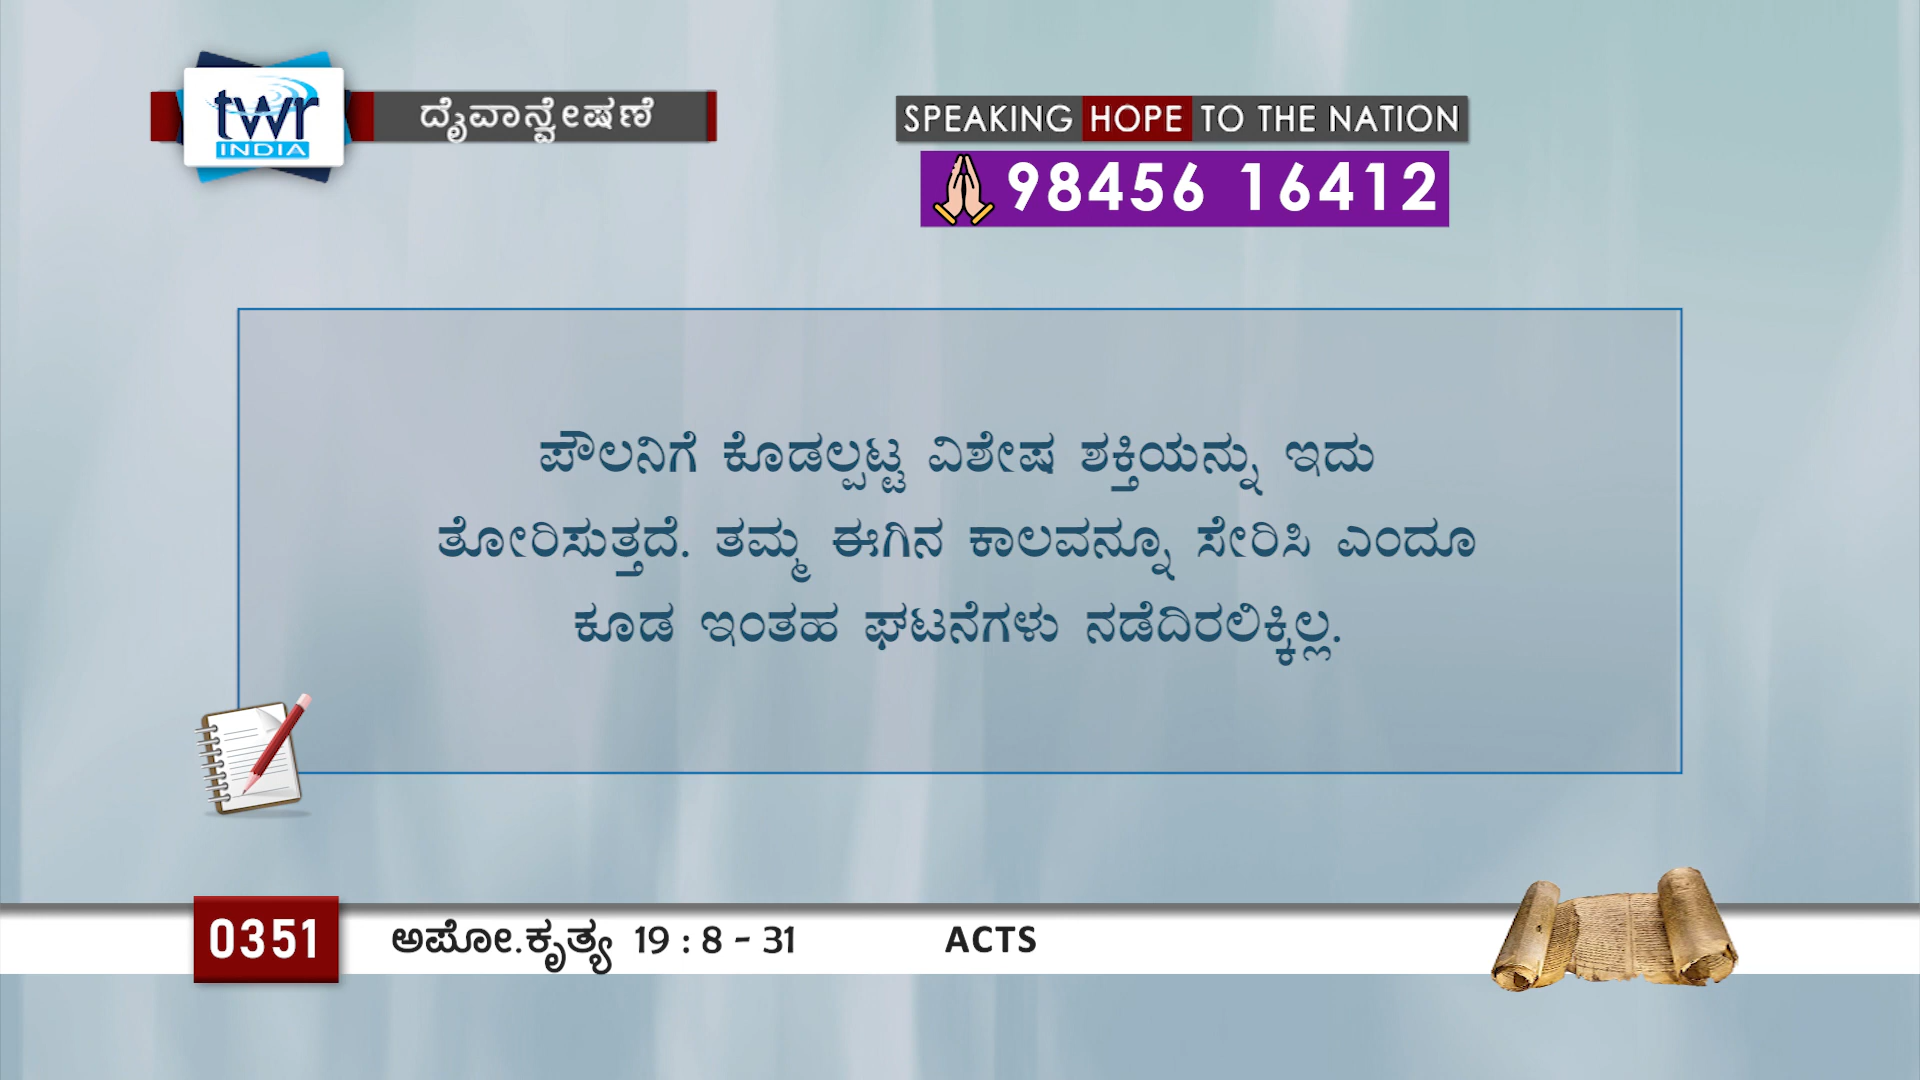 twr
INDIA
ದೈವಾನ್ವೇಷಣೆ
SPEAKING HOPE TO THE NATION
98456 16412
ಪೌಲನಿಗೆ ಕೊಡಲ್ಪಟ್ಟ ವಿಶೇಷ ಶಕ್ತಿಯನ್ನು ಇದು
ತೋರಿಸುತ್ತದೆ. ತಮ್ಮ ಈಗಿನ ಕಾಲವನ್ನೂ ಸೇರಿಸಿ ಎಂದೂ
ಕೂಡ ಇಂತಹ ಘಟನೆಗಳು ನಡೆದಿರಲಿಕ್ಕಿಲ್ಲ.
0351 ಅಪೋ.ಕೃತ್ಯ 19 : 8 - 31 ACTS